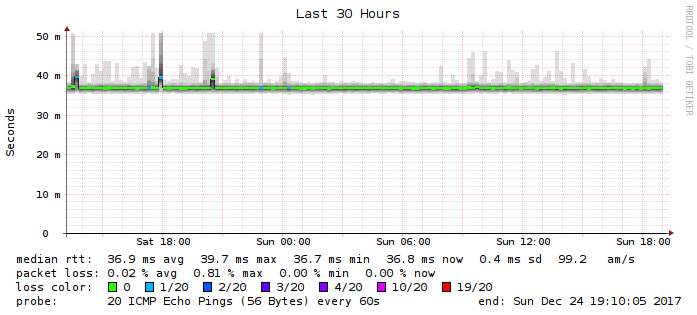 Last 30 Hours
RRDTOOL / TOBI OETIKER
Seconds
50 m
40 m
30 m
20 m
10 m
0
Sat 18:00 Sun 00:00 Sun 06:00 Sun 12:00 Sun 18:00
median rtt: 36.9 ms avg 39.7 ms max 36.7 ms min 36.8 ms now 0.4 ms sd 99.2 am/s
packet loss: 0.02 % avg 0.81 % max 0.00 % min 0.00 % now
loss color: 0 1/20 2/20 3/20 4/20 10/20 19/20
probe: 20 ICMP Echo Pings (56 Bytes) every 60s end: Sun Dec 24 19:10:05 2017